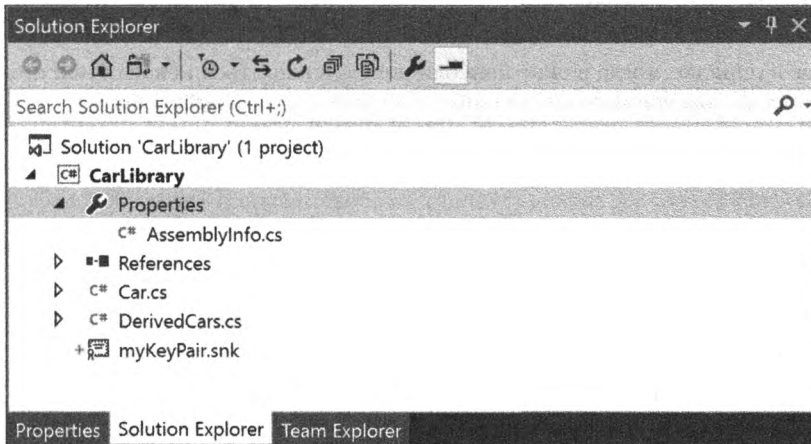 Solution Explorer
Search Solution Explorer (Ctrl+;)
Solution 'CarLibrary' (1 project)
C# CarLibrary
Properties
C# AssemblyInfo.cs
References
C# Car.cs
C# DerivedCars.cs
myKeyPair.snk
Properties Solution Explorer Team Explorer